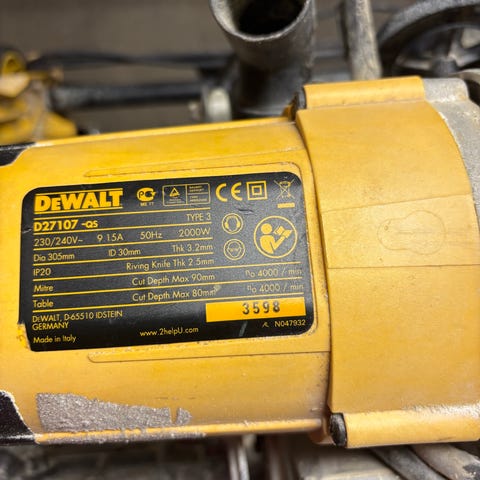 DEWALT
D27107 -QS TYPE 3
230/240V~ 9.15A 50Hz 2000W
Dia 305mm ID 30mm Thk 3.2mm
IP20 Riving Knife Thk 2.5mm
Mitre Cut Depth Max 90mm n₀ 4000 / min
Table Cut Depth Max 80mm n₀ 4000 / min
DEWALT, D-65510 IDSTEIN
GERMANY
3598
Made in Italy www.2helpU.com N047932